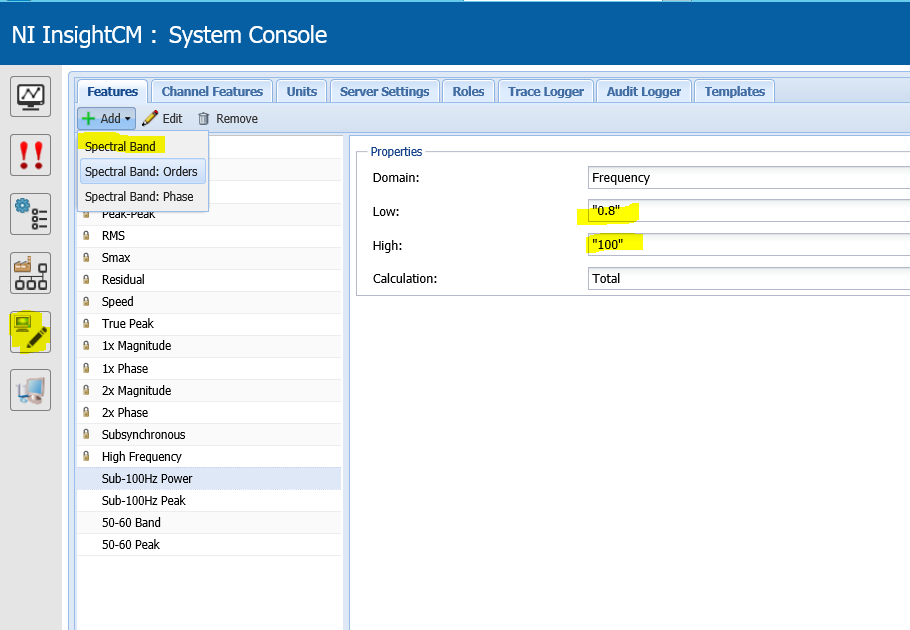 NI InsightCM : System Console
Features Channel Features Units Server Settings Roles Trace Logger Audit Logger Templates
Add Edit Remove
Spectral Band
Spectral Band: Orders
Spectral Band: Phase
Peak-Peak
RMS
Smax
Residual
Speed
True Peak
1x Magnitude
1x Phase
2x Magnitude
2x Phase
Subsynchronous
High Frequency
Sub-100Hz Power
Sub-100Hz Peak
50-60 Band
50-60 Peak
Properties
Domain: Frequency
Low: "0.8"
High: "100"
Calculation: Total